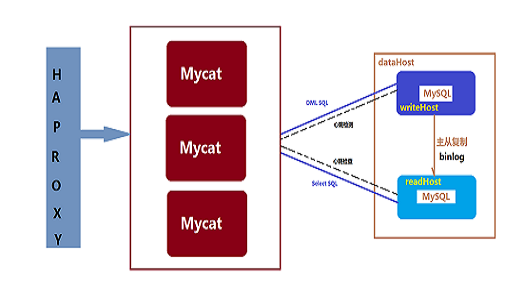 HAPROXY
Mycat
Mycat
Mycat
DML SQL
心跳检测
心跳检测
Select SQL
dataHost
MySQL
writeHost
主从复制
binlog
readHost
MySQL